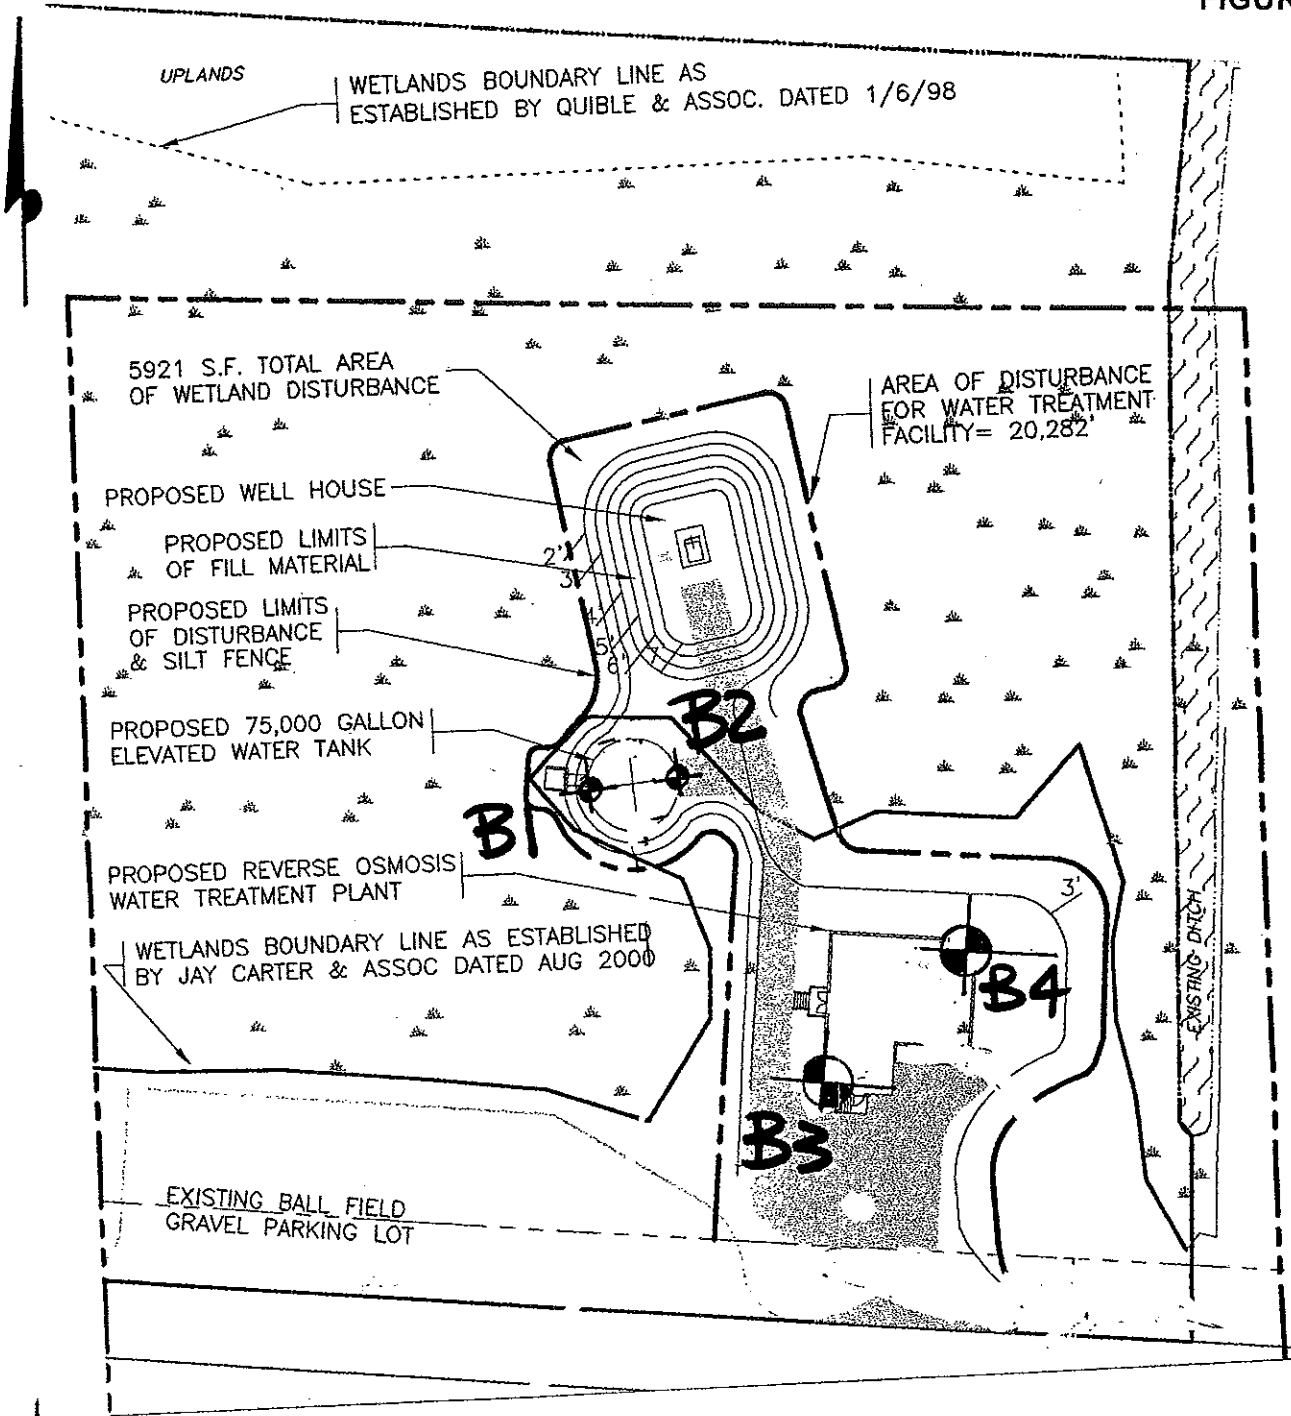 UPLANDS
WETLANDS BOUNDARY LINE AS
ESTABLISHED BY QUIBLE & ASSOC. DATED 1/6/98
5921 S.F. TOTAL AREA
OF WETLAND DISTURBANCE
AREA OF DISTURBANCE
FOR WATER TREATMENT
FACILITY= 20,282'
PROPOSED WELL HOUSE
PROPOSED LIMITS
OF FILL MATERIAL
2'
3'
4'
5'
6'
7'
PROPOSED LIMITS
OF DISTURBANCE
& SILT FENCE
PROPOSED 75,000 GALLON
ELEVATED WATER TANK
B2
B1
PROPOSED REVERSE OSMOSIS
WATER TREATMENT PLANT
3'
WETLANDS BOUNDARY LINE AS ESTABLISHED
BY JAY CARTER & ASSOC DATED AUG 2000
B4
EXISTING DITCH
B3
EXISTING BALL FIELD
GRAVEL PARKING LOT